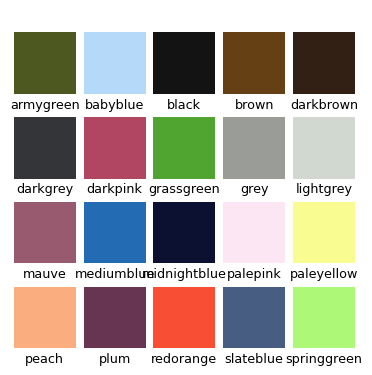 armygreen babyblue black brown darkbrown
darkgrey darkpink grassgreen grey lightgrey
mauve mediumblue midnightblue palepink paleyellow
peach plum redorange slateblue springgreen